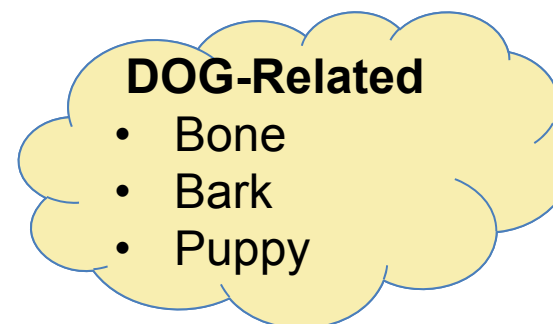 DOG-Related
• Bone
• Bark
• Puppy